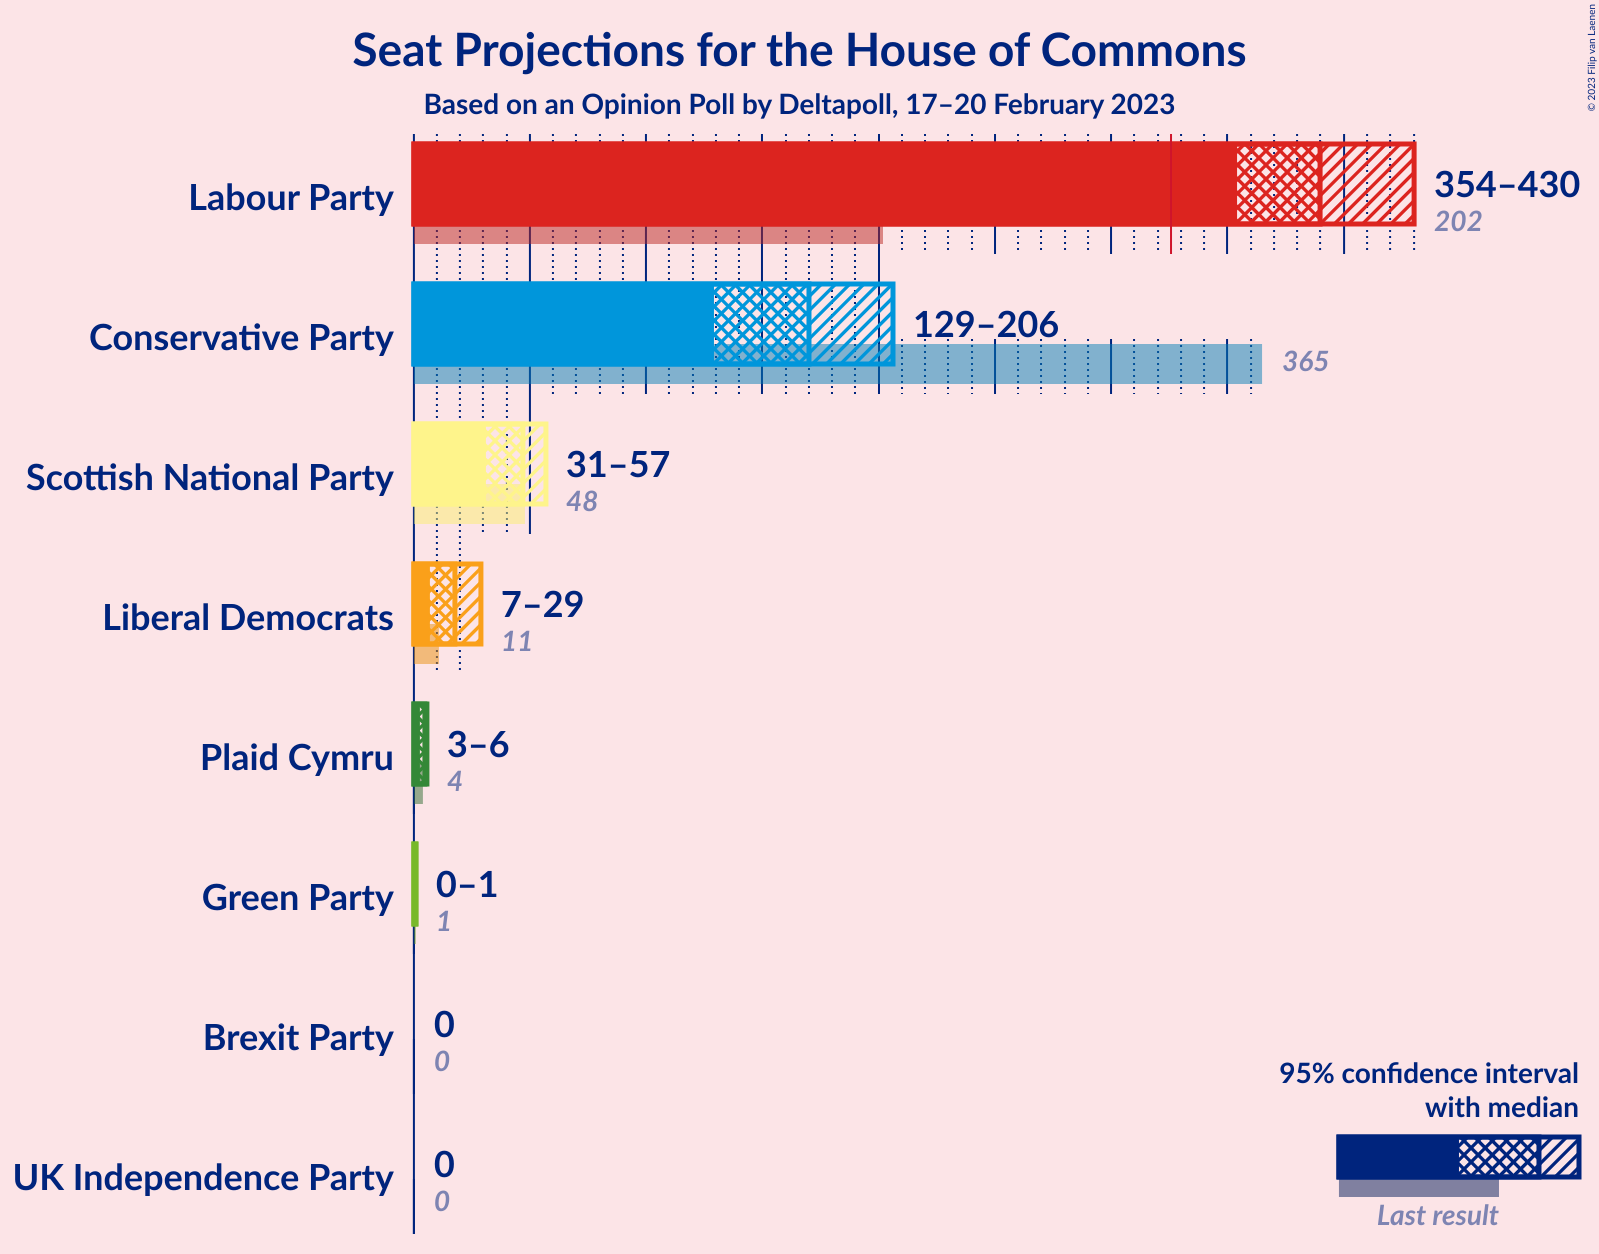 Seat Projections for the House of Commons
Based on an Opinion Poll by Deltapoll, 17–20 February 2023
© 2023 Filip van Laenen
Labour Party
354–430
202
Conservative Party
129–206
365
Scottish National Party
31–57
48
Liberal Democrats
7–29
11
Plaid Cymru
3–6
4
Green Party
0–1
1
Brexit Party
0
0
UK Independence Party
0
0
95% confidence interval
with median
Last result